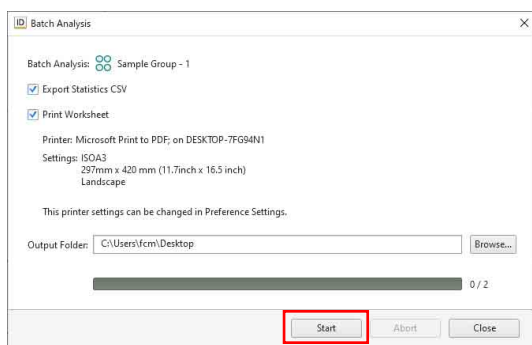 ID Batch Analysis
Batch Analysis: Sample Group - 1
Export Statistics CSV
Print Worksheet
Printer: Microsoft Print to PDF; on DESKTOP-7FG94N1
Settings: ISOA3
297mm x 420 mm (11.7inch x 16.5 inch)
Landscape
This printer settings can be changed in Preference Settings.
Output Folder: C:\Users\fcm\Desktop Browse...
0 / 2
Start Abort Close